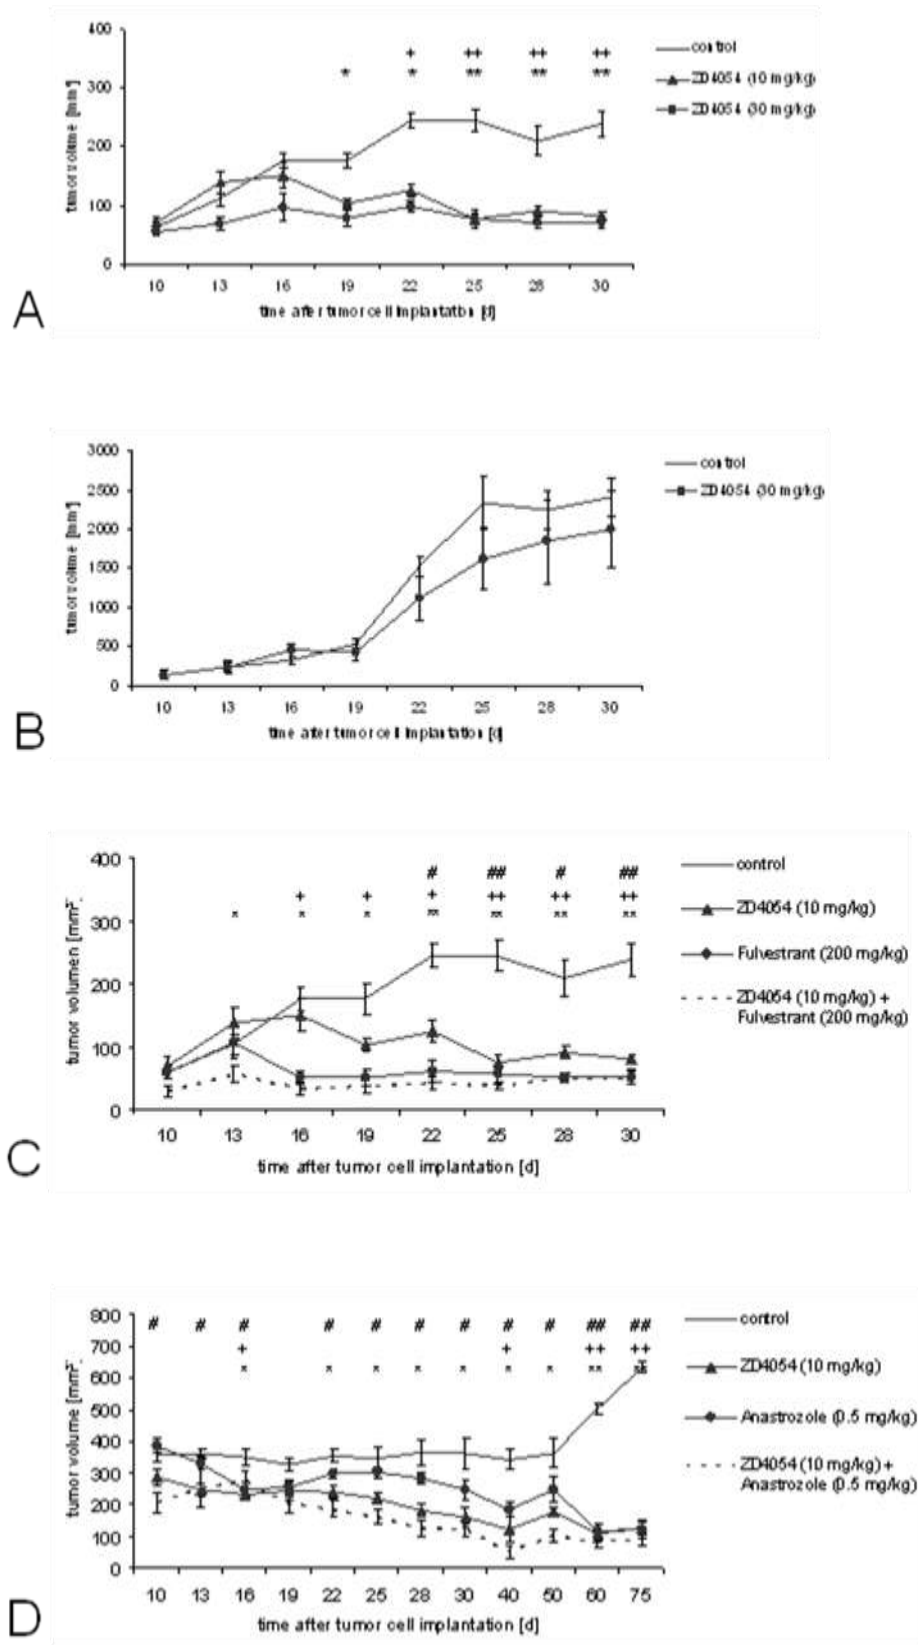 400
300
200
100
0
tumor volume [mm³]
+ ++ ++ ++
* * ** ** **
control
ZD4054 (10 mg/kg)
ZD4054 (30 mg/kg)
10 13 16 19 22 25 28 30
time after tumor cell implantation [d]
A
3000
2500
2000
1500
1000
500
0
tumor volume [mm³]
control
ZD4054 (30 mg/kg)
10 13 16 19 22 25 28 30
time after tumor cell implantation [d]
B
400
300
200
100
0
tumor volumen [mm³]
# ## # ##
+ + + ++ ++ ++
x x x xx xx xx xx
control
ZD4054 (10 mg/kg)
Fulvestrant (200 mg/kg)
ZD4054 (10 mg/kg) +
Fulvestrant (200 mg/kg)
10 13 16 19 22 25 28 30
time after tumor cell implantation [d]
C
800
700
600
500
400
300
200
100
0
tumor volume [mm³]
# # # # # # # # # ## ##
+ + ++ ++
x x x x x x x xx xx
control
ZD4054 (10 mg/kg)
Anastrozole (0.5 mg/kg)
ZD4054 (10 mg/kg) +
Anastrozole (0.5 mg/kg)
10 13 16 19 22 25 28 30 40 50 60 75
time after tumor cell implantation [d]
D